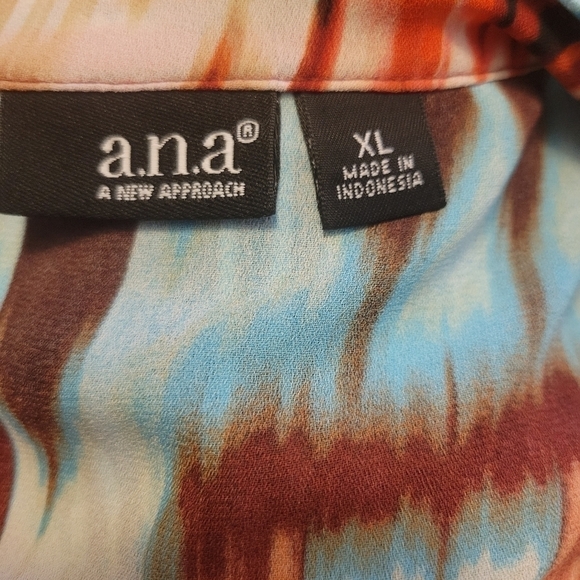 a.n.a®
A NEW APPROACH
XL
MADE IN
INDONESIA